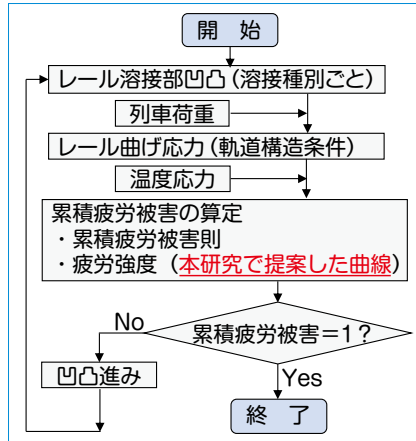 開　始
レール溶接部凹凸（溶接種別ごと）
列車荷重
レール曲げ応力（軌道構造条件）
温度応力
累積疲労被害の算定
・累積疲労被害則
・疲労強度（本研究で提案した曲線）
累積疲労被害＝1？
No
凹凸進み
Yes
終　了